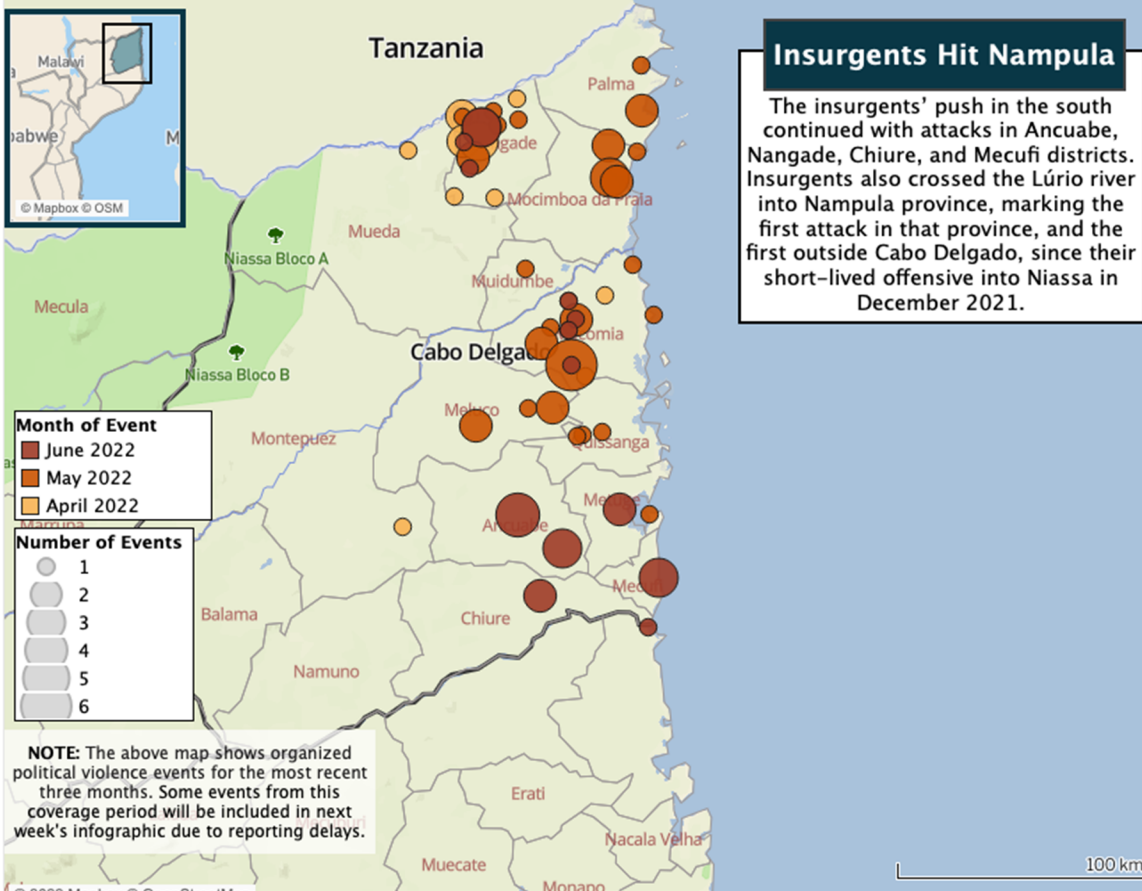 Malawi
© Mapbox © OSM
Tanzania
Palma
Mocimboa da Praia
Mueda
Niassa Bloco A
Muidumbe
Mecula
Cabo Delgado
Niassa Bloco B
Meluco
Montepuez
Quissanga
Metuge
Ancuabe
Mecufi
Balama
Chiure
Namuno
Erati
Nacala Velha
Muecate
Monapo
100 km
Insurgents Hit Nampula
The insurgents' push in the south
continued with attacks in Ancuabe,
Nangade, Chiure, and Mecufi districts.
Insurgents also crossed the Lúrio river
into Nampula province, marking the
first attack in that province, and the
first outside Cabo Delgado, since their
short-lived offensive into Niassa in
December 2021.
Month of Event
June 2022
May 2022
April 2022
Number of Events
1
2
3
4
5
6
NOTE: The above map shows organized
political violence events for the most recent
three months. Some events from this
coverage period will be included in next
week's infographic due to reporting delays.